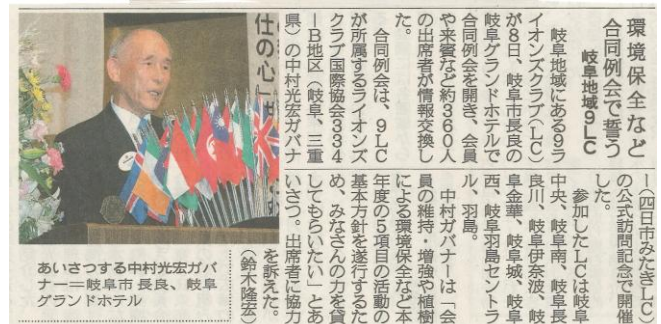 環境保全など
合同例会で誓う
岐阜地域9LC
岐阜地域にある9ラ
イオンズクラブ(LC)
が8日、岐阜市長良の
岐阜グランドホテルで
合同例会を開き、会員
や来賓など約360人
の出席者が情報交換し
た。
合同例会は、9LC
が所属するライオンズ
クラブ国際協会334
ーB地区(岐阜、三重
県)の中村光宏ガバナ
ー(四日市みたきLC)
の公式訪問記念で開催
した。
参加したLCは岐阜
中央、岐阜南、岐阜長
良川、岐阜伊奈波、岐
阜金華、岐阜城、岐阜
西、岐阜羽島セントラ
ル、羽島。
中村ガバナーは「会
員の維持・増強や植樹
による環境保全など本
年度の5項目の活動の
基本方針を遂行するた
め、みなさんの力を貸
してもらいたい」とあ
いさつ。出席者に協力
を訴えた。
(鈴木隆宏)
仕の心」
あいさつする中村光宏ガバ
ナー=岐阜市長良、岐阜
グランドホテル